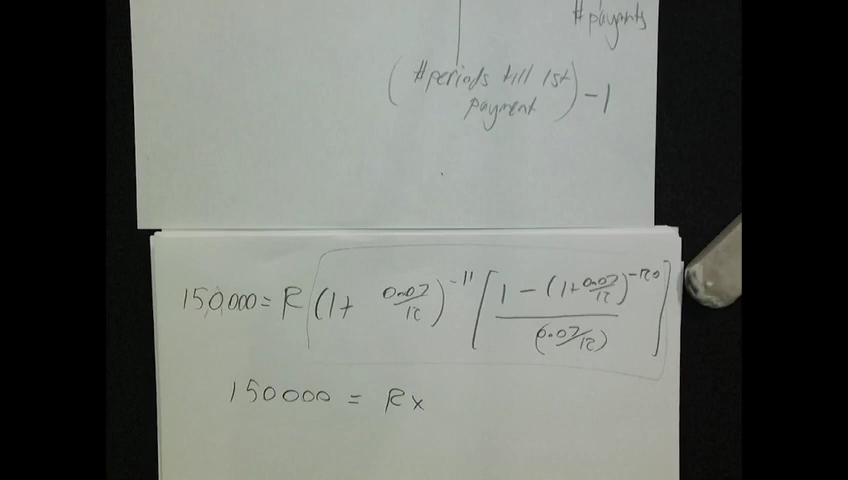 # payments
(# periods till 1st payment) - 1
150,000 = R (1 + 0.07/12)^-11 [1 - (1 + 0.07/12)^-120 / (0.07/12)]
150000 = Rx